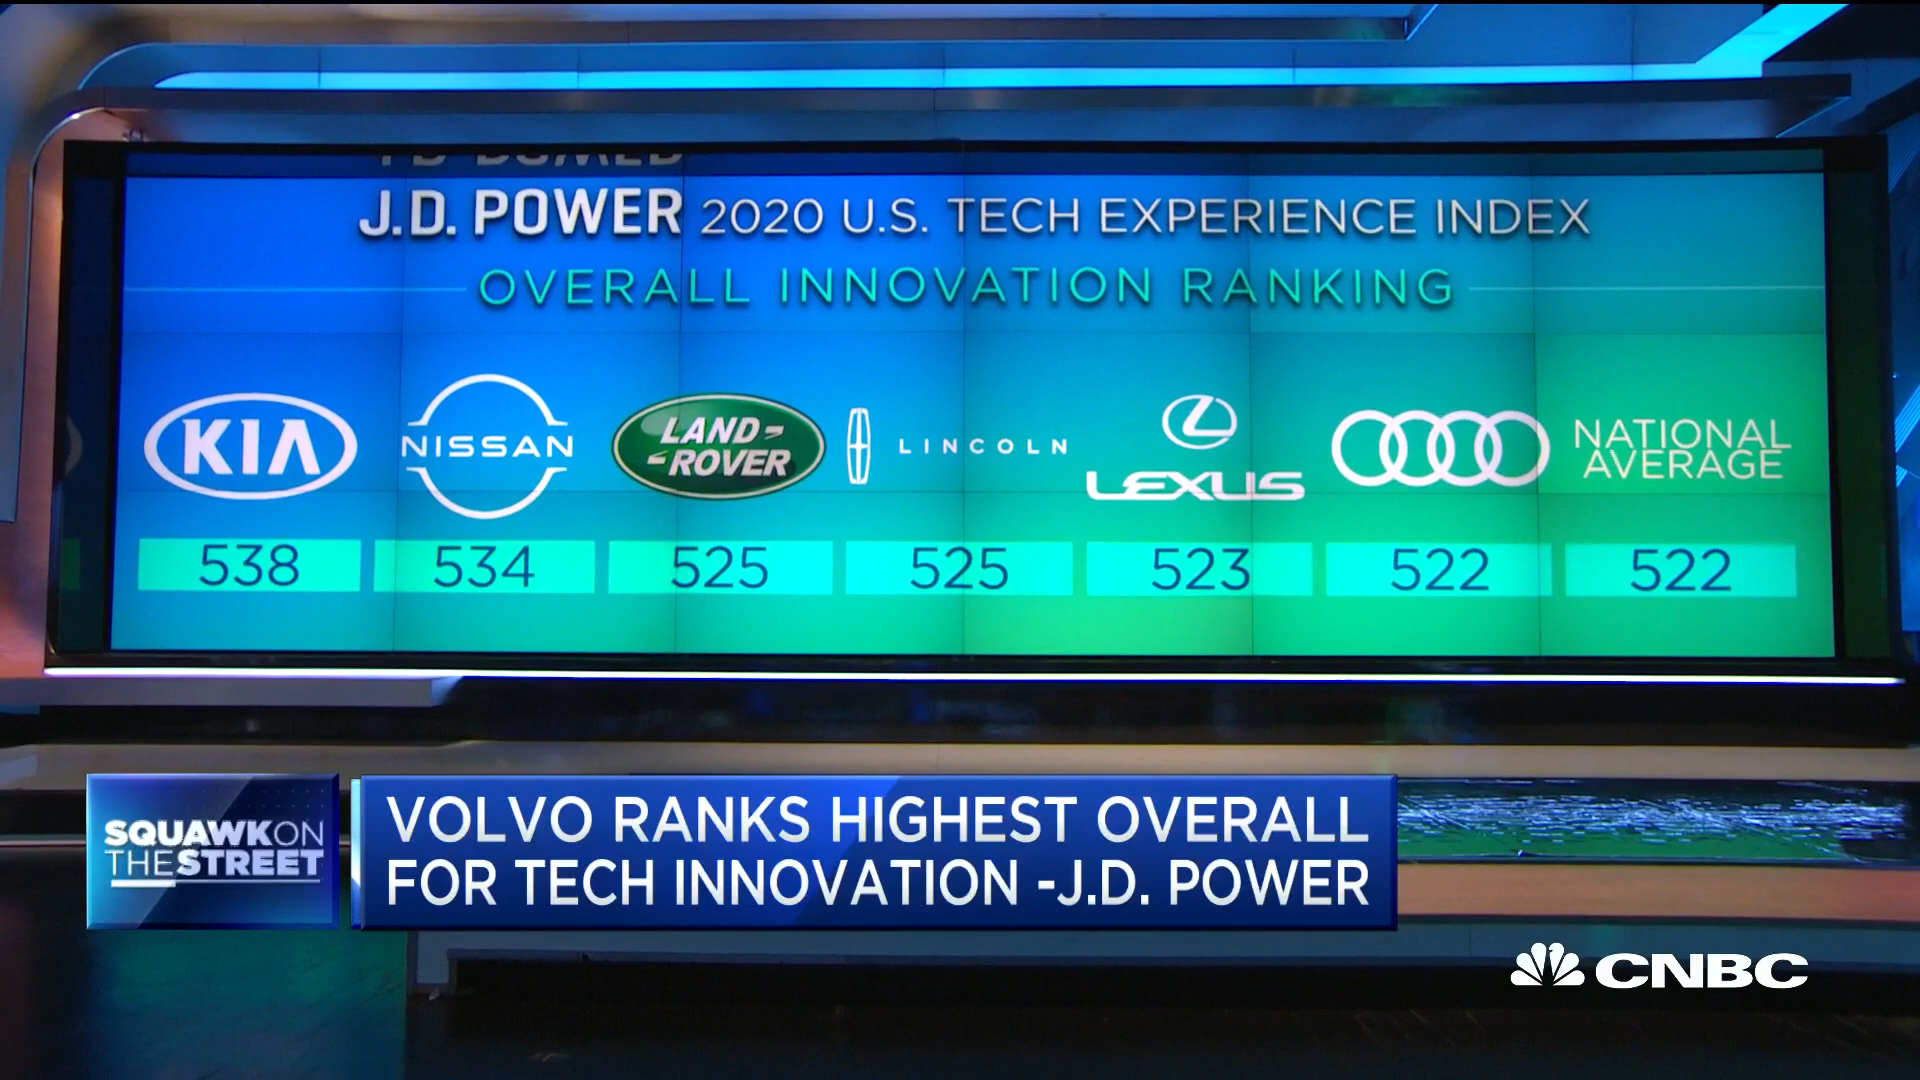 J.D. POWER
J.D. POWER 2020 U.S. TECH EXPERIENCE INDEX
OVERALL INNOVATION RANKING
KIA
NISSAN
LAND-
-ROVER
LINCOLN
LEXUS
NATIONAL
AVERAGE
538
534
525
525
523
522
522
SQUAWK ON
THE STREET
VOLVO RANKS HIGHEST OVERALL
FOR TECH INNOVATION -J.D. POWER
CNBC